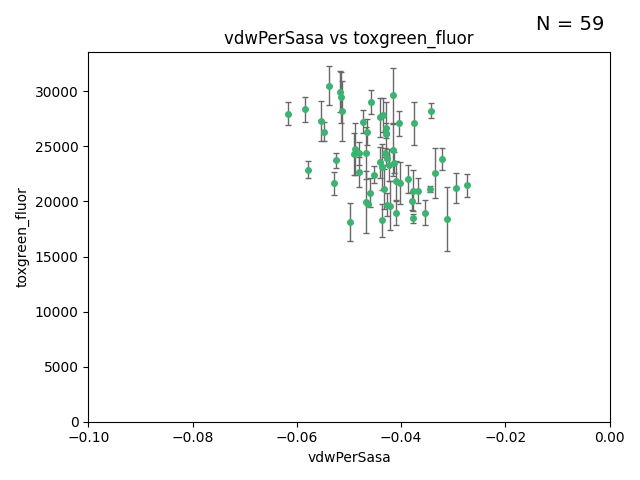 N = 59
vdwPerSasa vs toxgreen_fluor
toxgreen_fluor
30000
25000
20000
15000
10000
5000
0
−0.10 −0.08 −0.06 −0.04 −0.02 0.00
vdwPerSasa